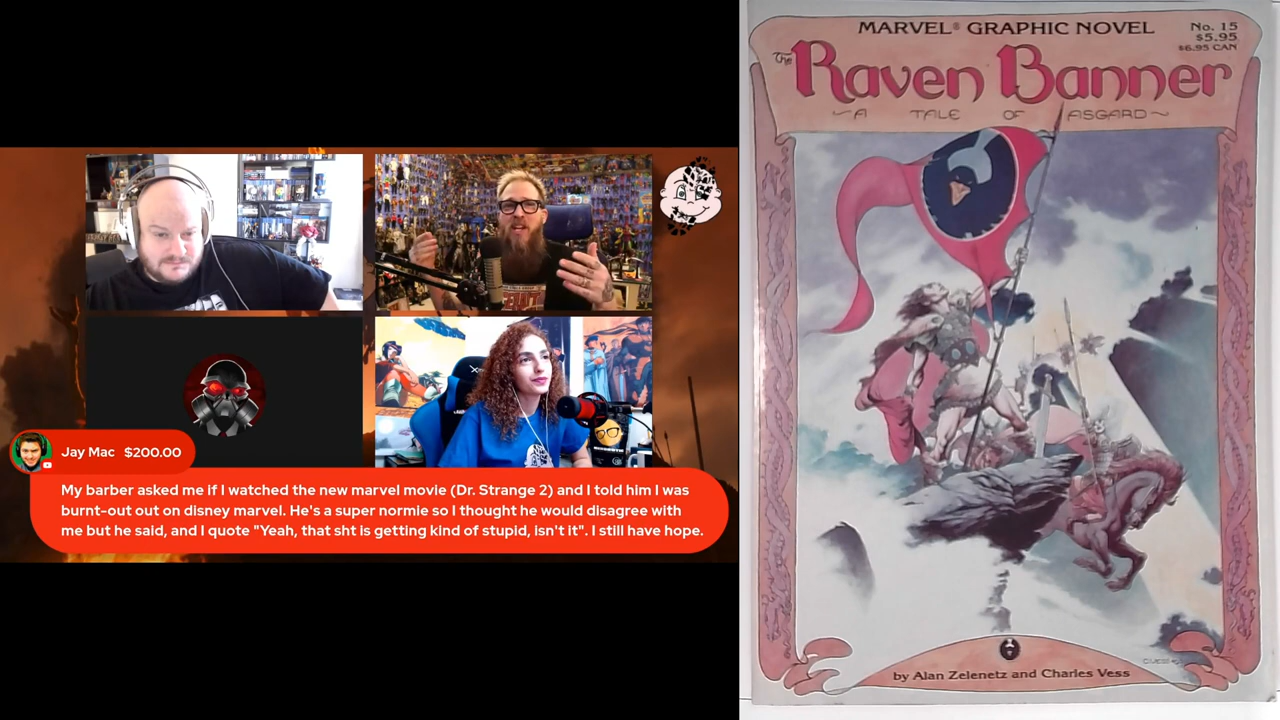 Jay Mac $200.00
My barber asked me if I watched the new marvel movie (Dr. Strange 2) and I told him I was
burnt-out out on disney marvel. He's a super normie so I thought he would disagree with
me but he said, and I quote "Yeah, that sht is getting kind of stupid, isn't it". I still have hope.
MARVEL® GRAPHIC NOVEL
No. 15
$5.95
$6.95 CAN
The
Raven Banner
A TALE OF ASGARD
by Alan Zelenetz and Charles Vess